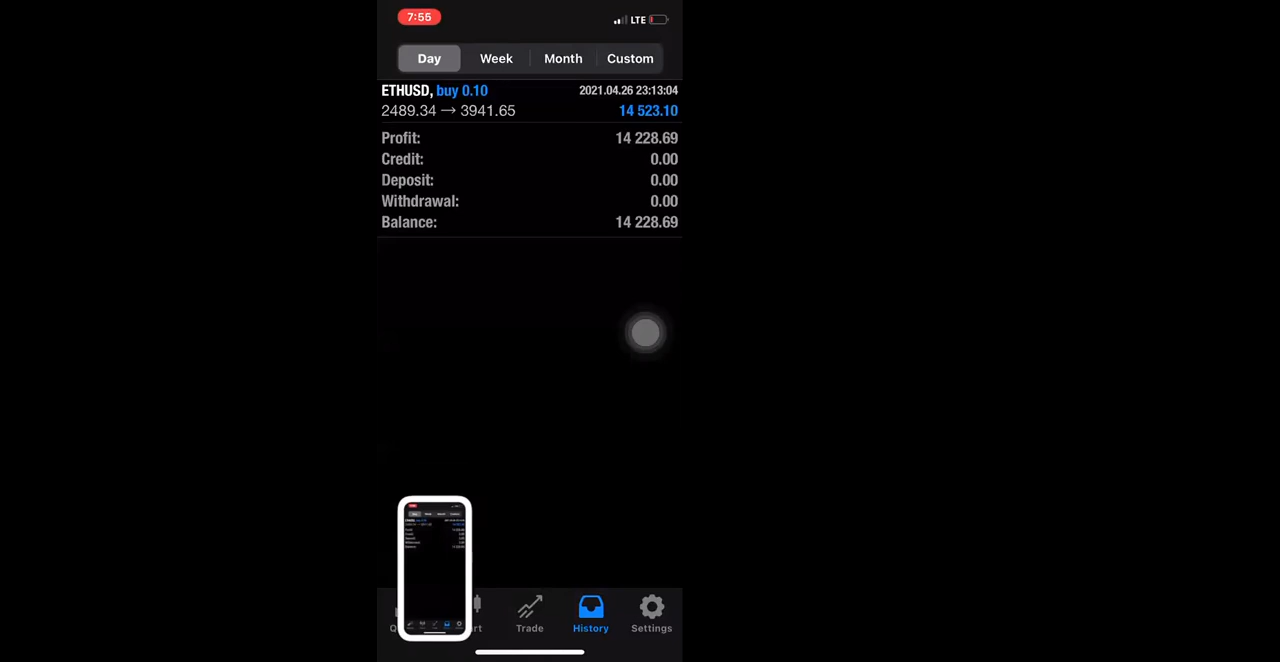 7:55
LTE
Day Week Month Custom
ETHUSD, buy 0.10 2021.04.26 23:13:04
2489.34 → 3941.65 14 523.10
Profit: 14 228.69
Credit: 0.00
Deposit: 0.00
Withdrawal: 0.00
Balance: 14 228.69
Trade History Settings